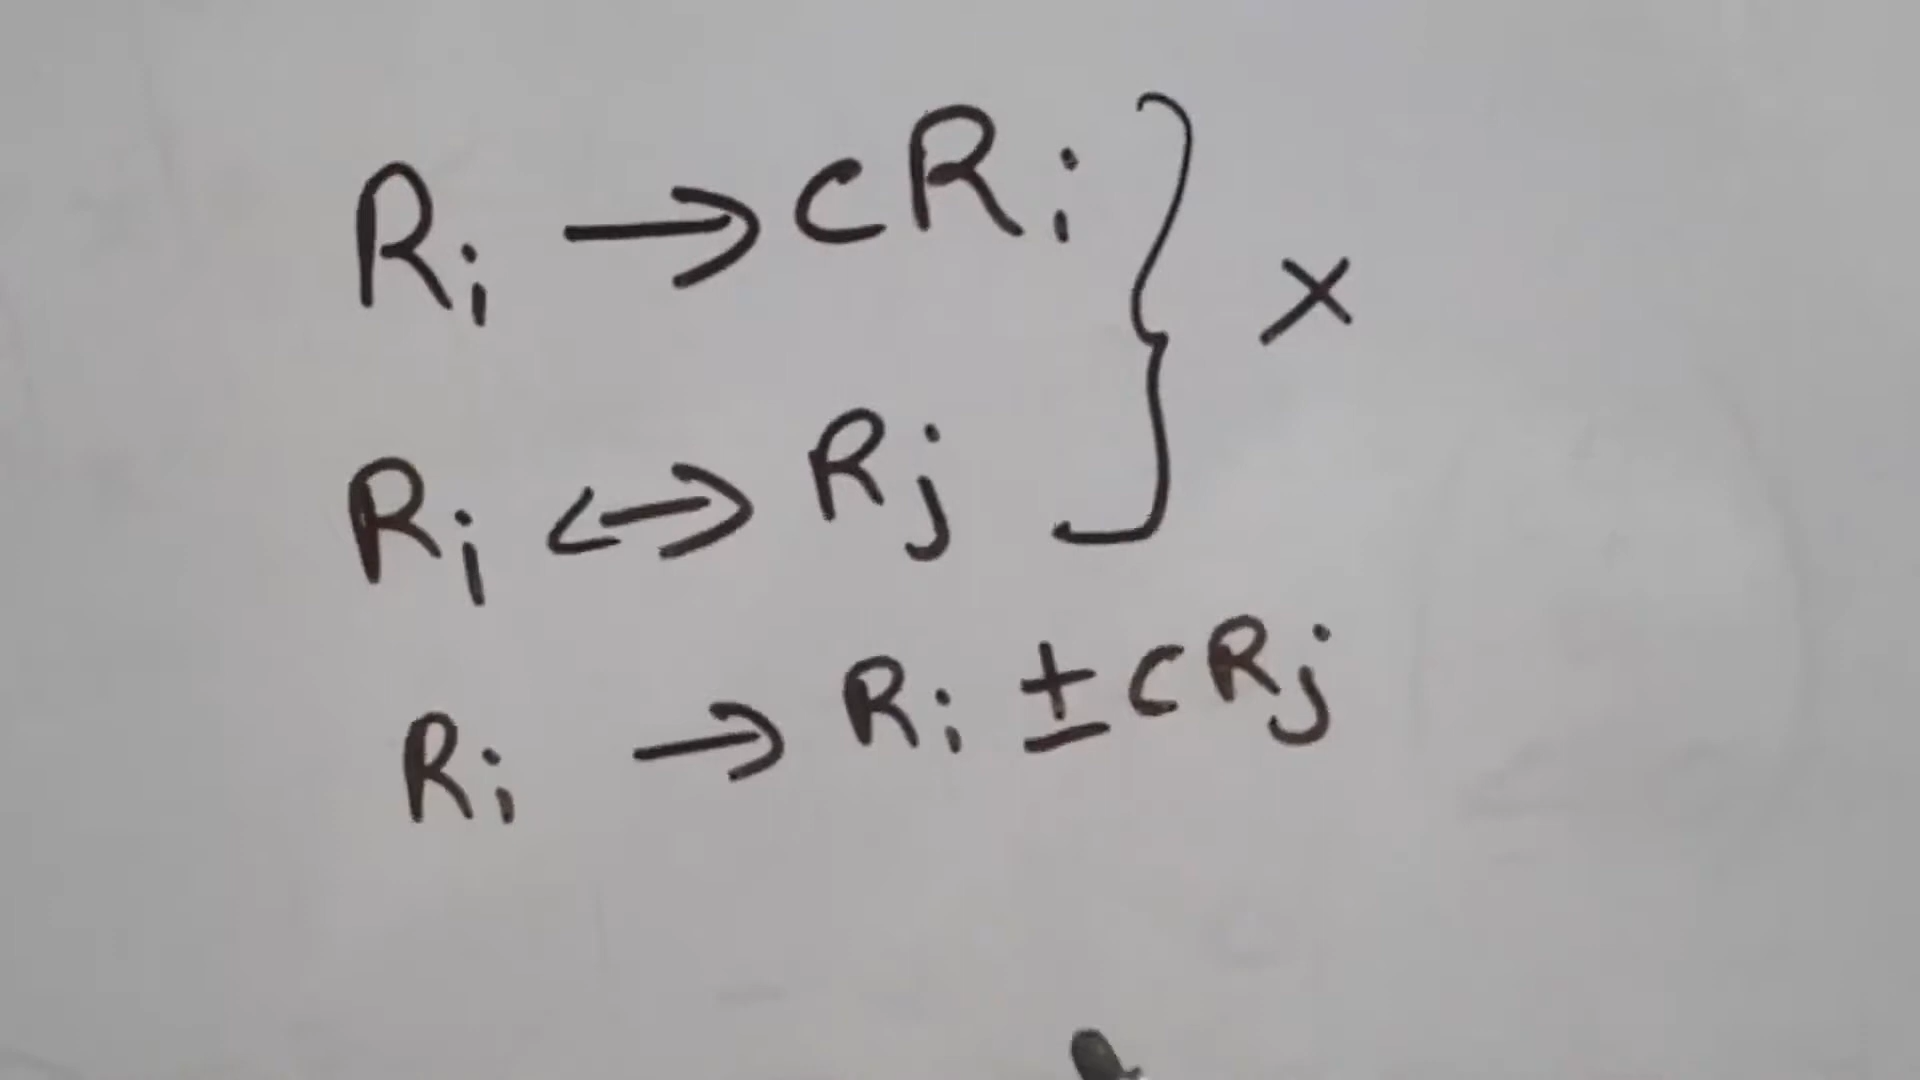 Ri → cRi } ×
Ri ↔ Rj
Ri → Ri ± cRj